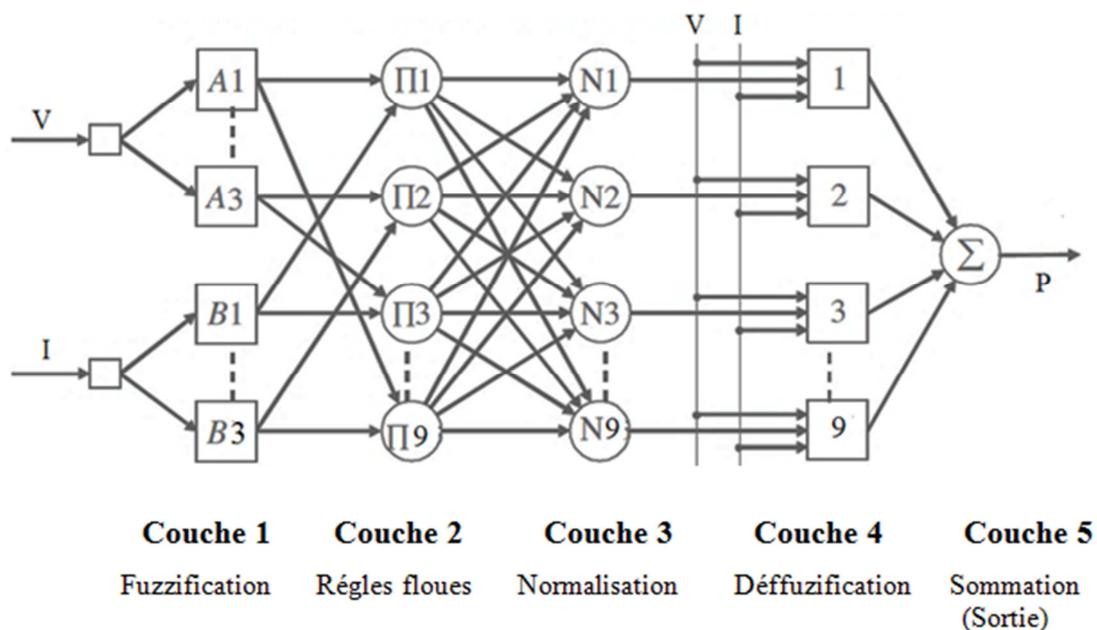 V I
A1 Π1 N1 1
V
A3 Π2 N2 2
Σ
P
B1 Π3 N3 3
I
B3 Π9 N9 9
Couche 1 Couche 2 Couche 3 Couche 4 Couche 5
Fuzzification Régles floues Normalisation Déffuzification Sommation
(Sortie)